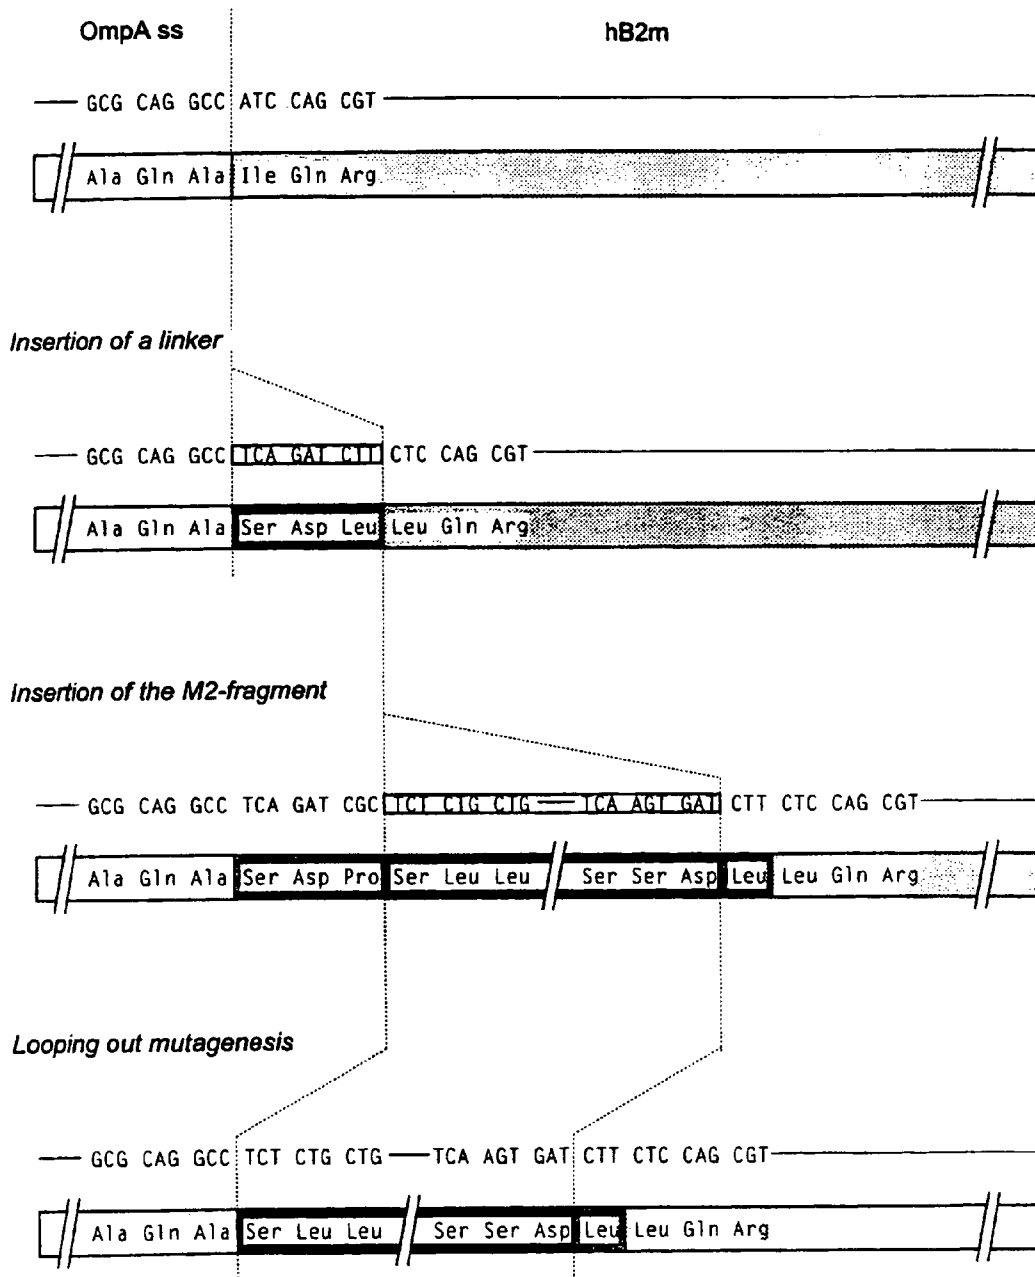 OmpA ss hB2m
GCG CAG GCC ATC CAG CGT
Ala Gln Ala Ile Gln Arg
Insertion of a linker
GCG CAG GCC TCA GAT CTT CTC CAG CGT
Ala Gln Ala Ser Asp Leu Leu Gln Arg
Insertion of the M2-fragment
GCG CAG GCC TCA GAT CGC TCT CTG CTG TCA AGT GAT CTT CTC CAG CGT
Ala Gln Ala Ser Asp Pro Ser Leu Leu Ser Ser Asp Leu Leu Gln Arg
Looping out mutagenesis
GCG CAG GCC TCT CTG CTG TCA AGT GAT CTT CTC CAG CGT
Ala Gln Ala Ser Leu Leu Ser Ser Asp Leu Leu Gln Arg